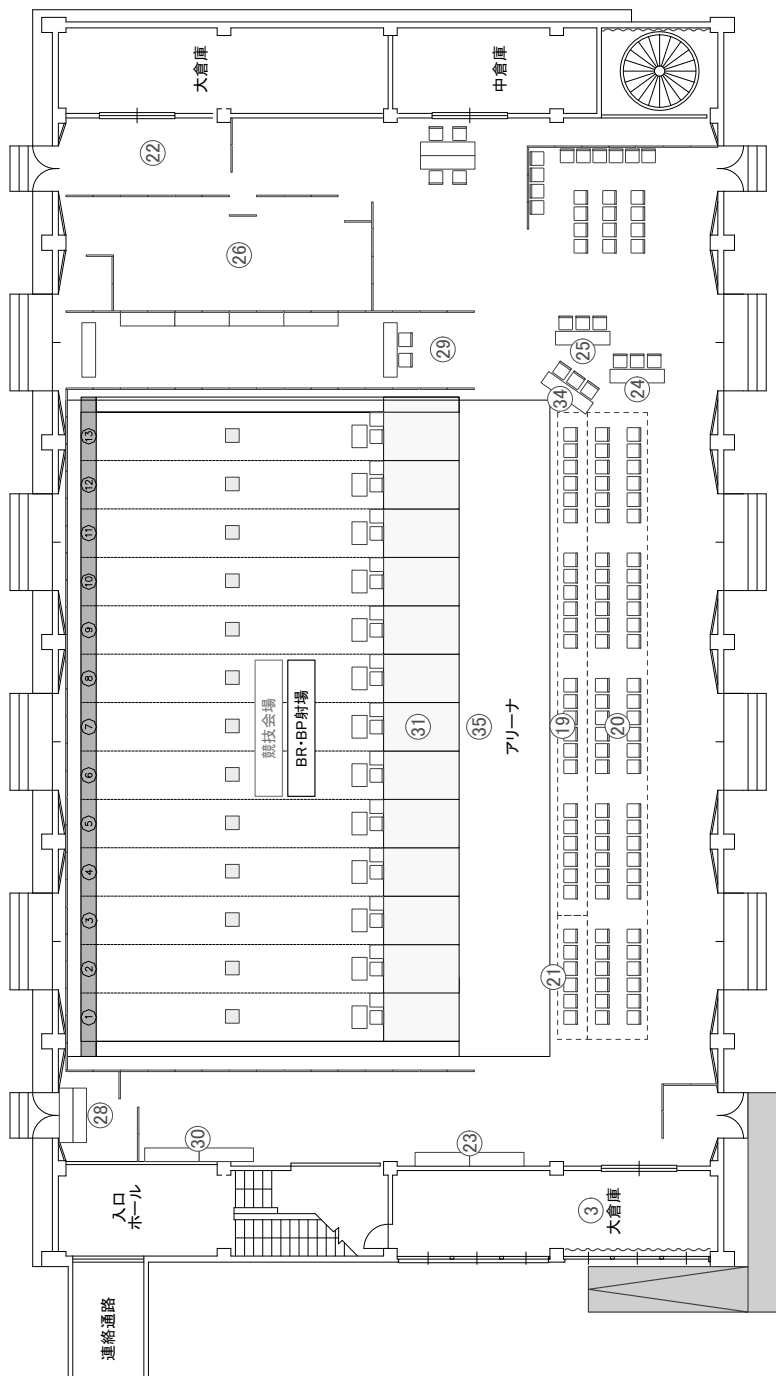 連絡通路
入口
ホール
㉘
① ② ③ ④ ⑤ ⑥ ⑦ ⑧ ⑨ ⑩ ⑪ ⑫ ⑬
㉒
大倉庫
㉚
㉖
競技会場
BR・BP射場
㉛
㉙
㉓
㉟
中倉庫
アリーナ
㉑
⑲
㉞
㉕
③
大倉庫
⑳
㉔